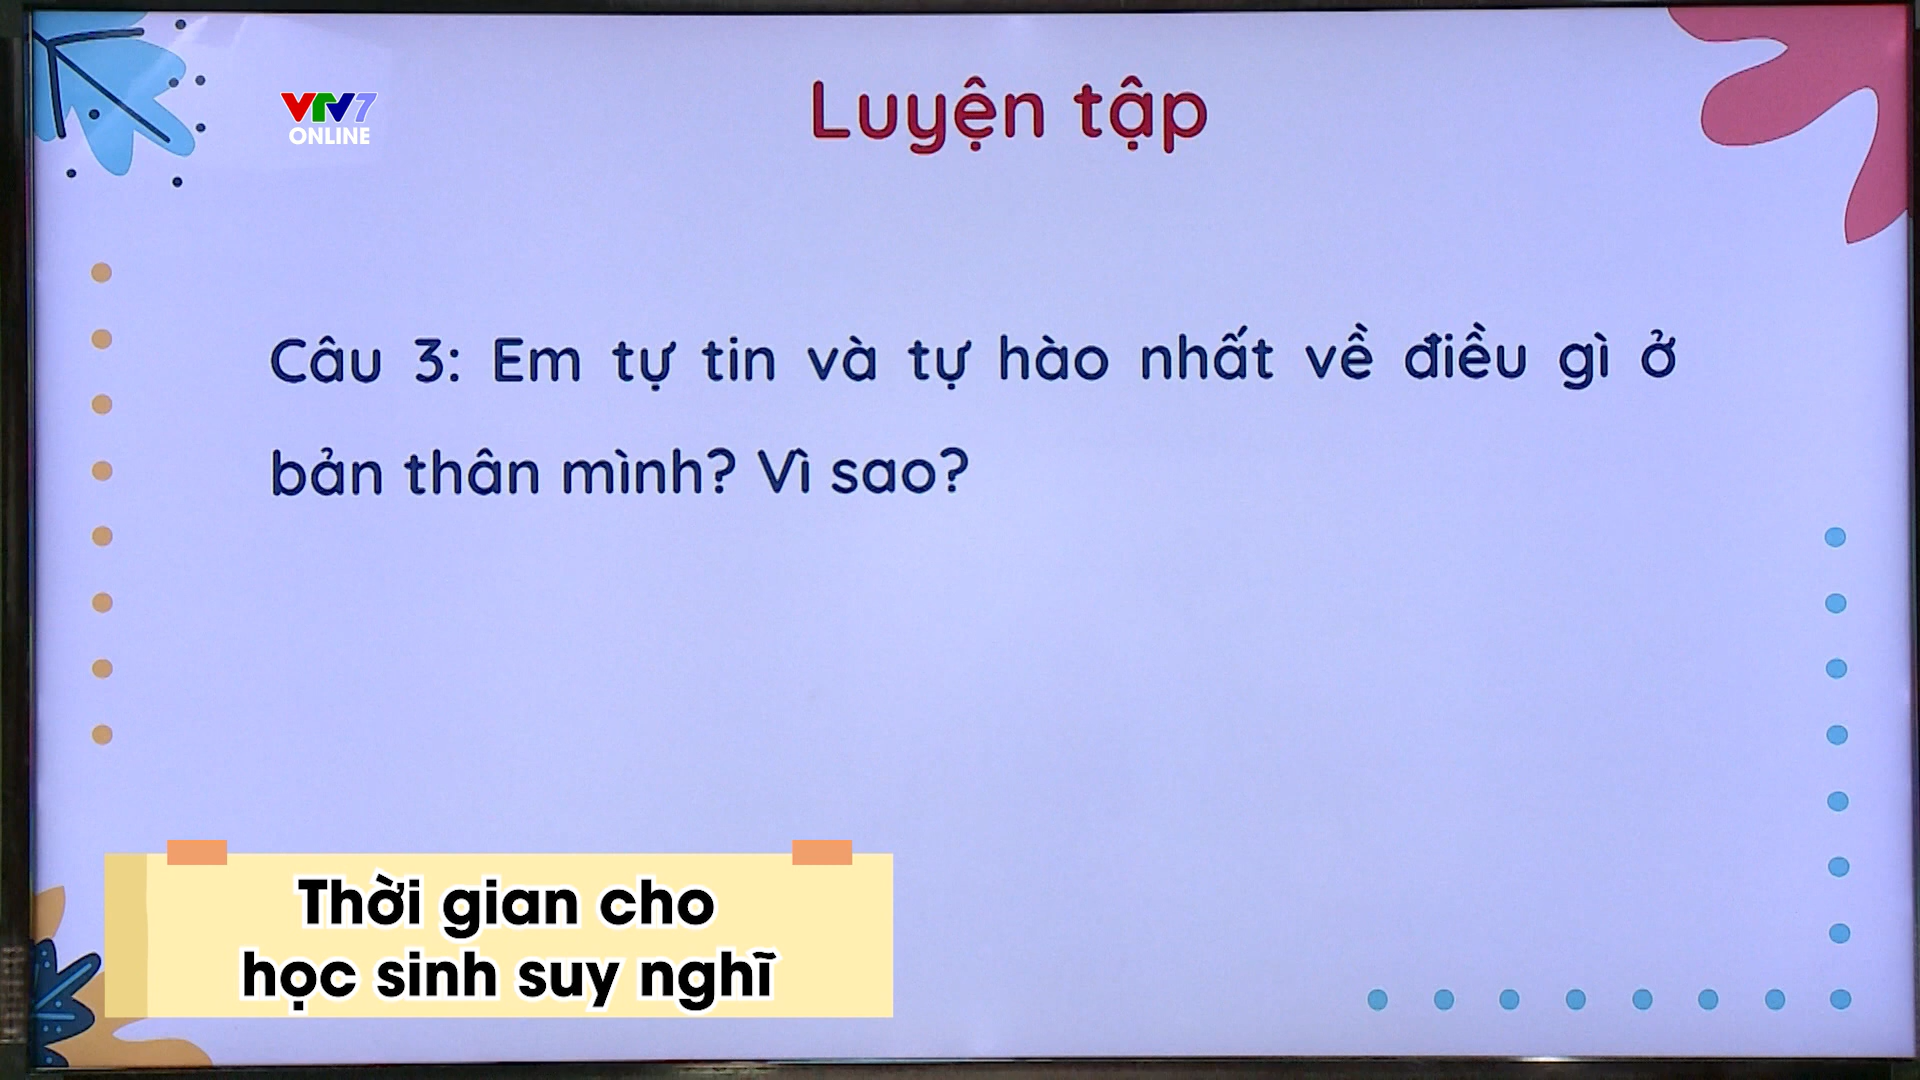 VTV7
ONLINE
Luyện tập
Câu 3: Em tự tin và tự hào nhất về điều gì ở
bản thân mình? Vì sao?
Thời gian cho
học sinh suy nghĩ